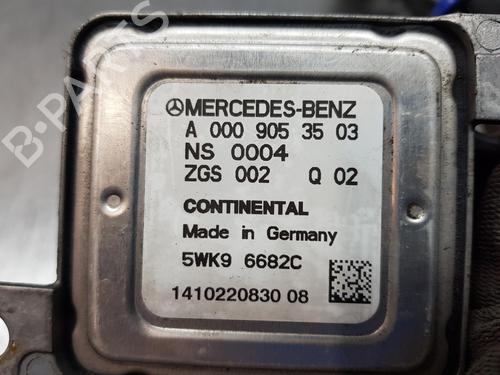 MERCEDES-BENZ
A 000 905 35 03
NS 0004
ZGS 002 Q 02
CONTINENTAL
Made in Germany
5WK9 6682C
1410220830 08
B-PARTS